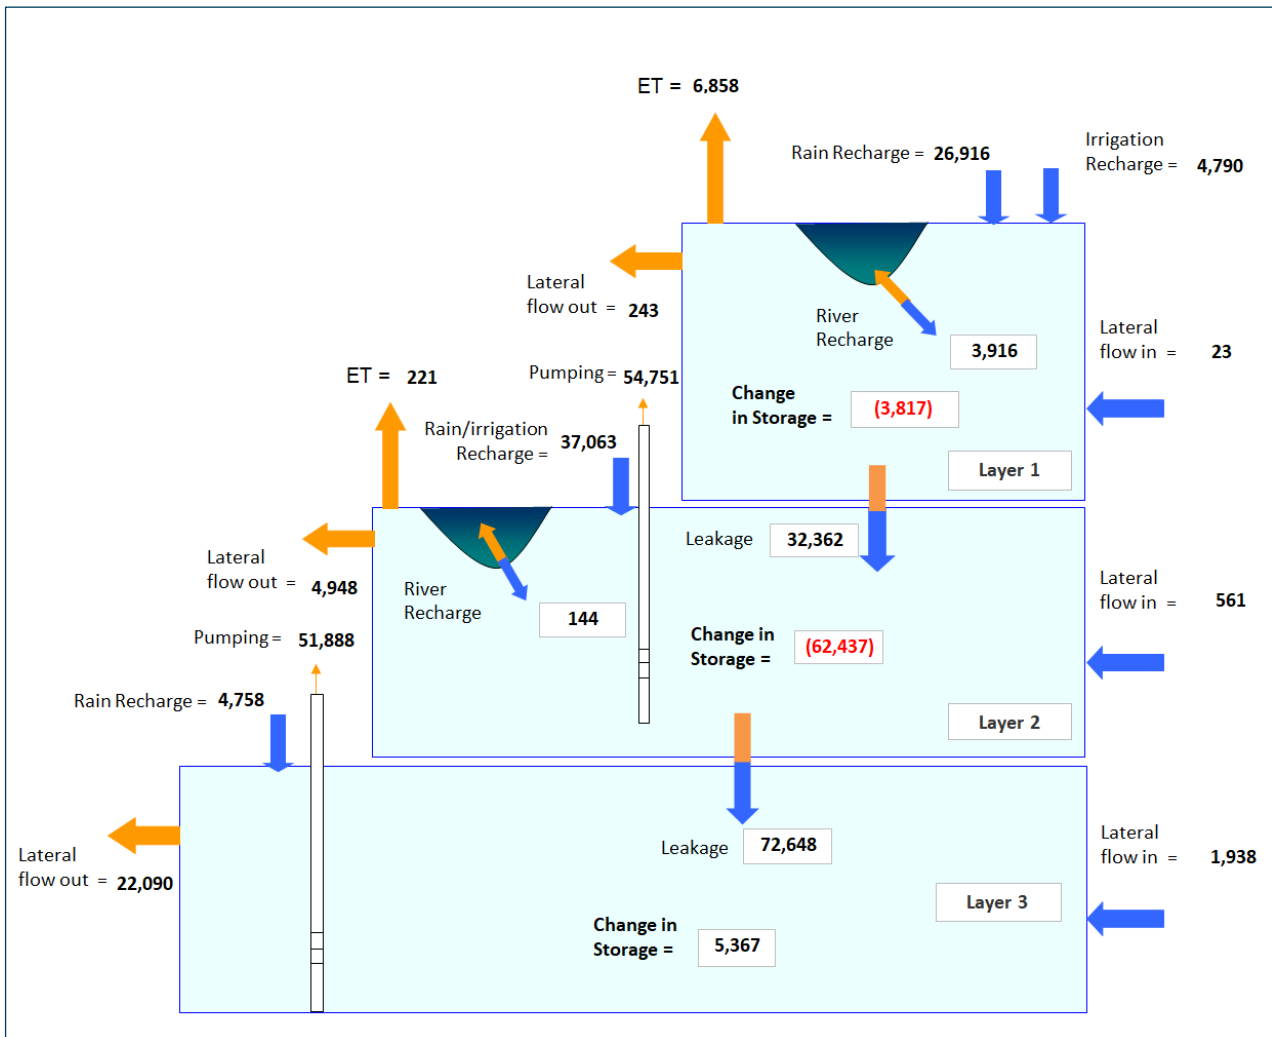 ET = 6,858
Rain Recharge = 26,916
Irrigation
Recharge = 4,790
Lateral
flow out = 243
River
Recharge
3,916
Lateral
flow in = 23
Change
in Storage = (3,817)
Layer 1
ET = 221
Pumping = 54,751
Rain/irrigation
Recharge = 37,063
Leakage 32,362
Lateral
flow out = 4,948
River
Recharge
144
Lateral
flow in = 561
Change in
Storage = (62,437)
Layer 2
Pumping = 51,888
Rain Recharge = 4,758
Leakage 72,648
Lateral
flow out = 22,090
Lateral
flow in = 1,938
Layer 3
Change in
Storage = 5,367